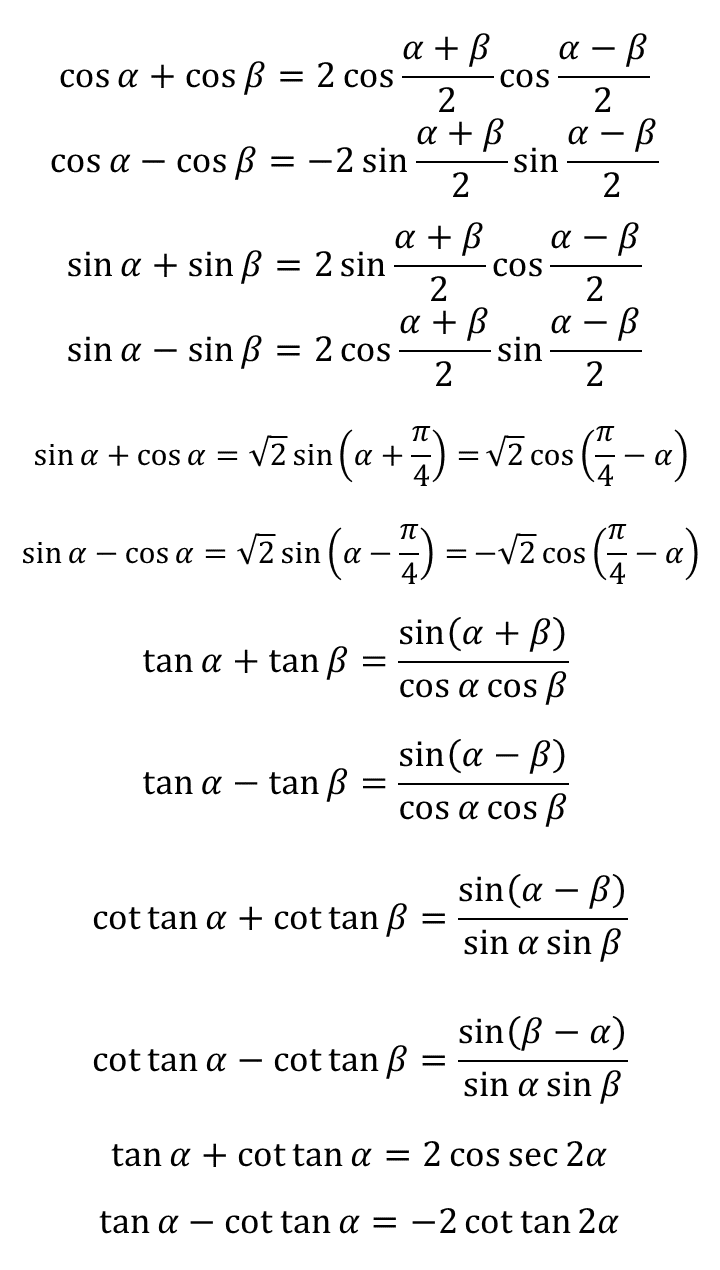 cos α + cos β = 2 cos (α + β)/2 cos (α − β)/2
cos α − cos β = −2 sin (α + β)/2 sin (α − β)/2
sin α + sin β = 2 sin (α + β)/2 cos (α − β)/2
sin α − sin β = 2 cos (α + β)/2 sin (α − β)/2
sin α + cos α = √2 sin (α + π/4) = √2 cos (π/4 − α)
sin α − cos α = √2 sin (α − π/4) = −√2 cos (π/4 − α)
tan α + tan β = sin(α + β)/cos α cos β
tan α − tan β = sin(α − β)/cos α cos β
cot tan α + cot tan β = sin(α − β)/sin α sin β
cot tan α − cot tan β = sin(β − α)/sin α sin β
tan α + cot tan α = 2 cos sec 2α
tan α − cot tan α = −2 cot tan 2α